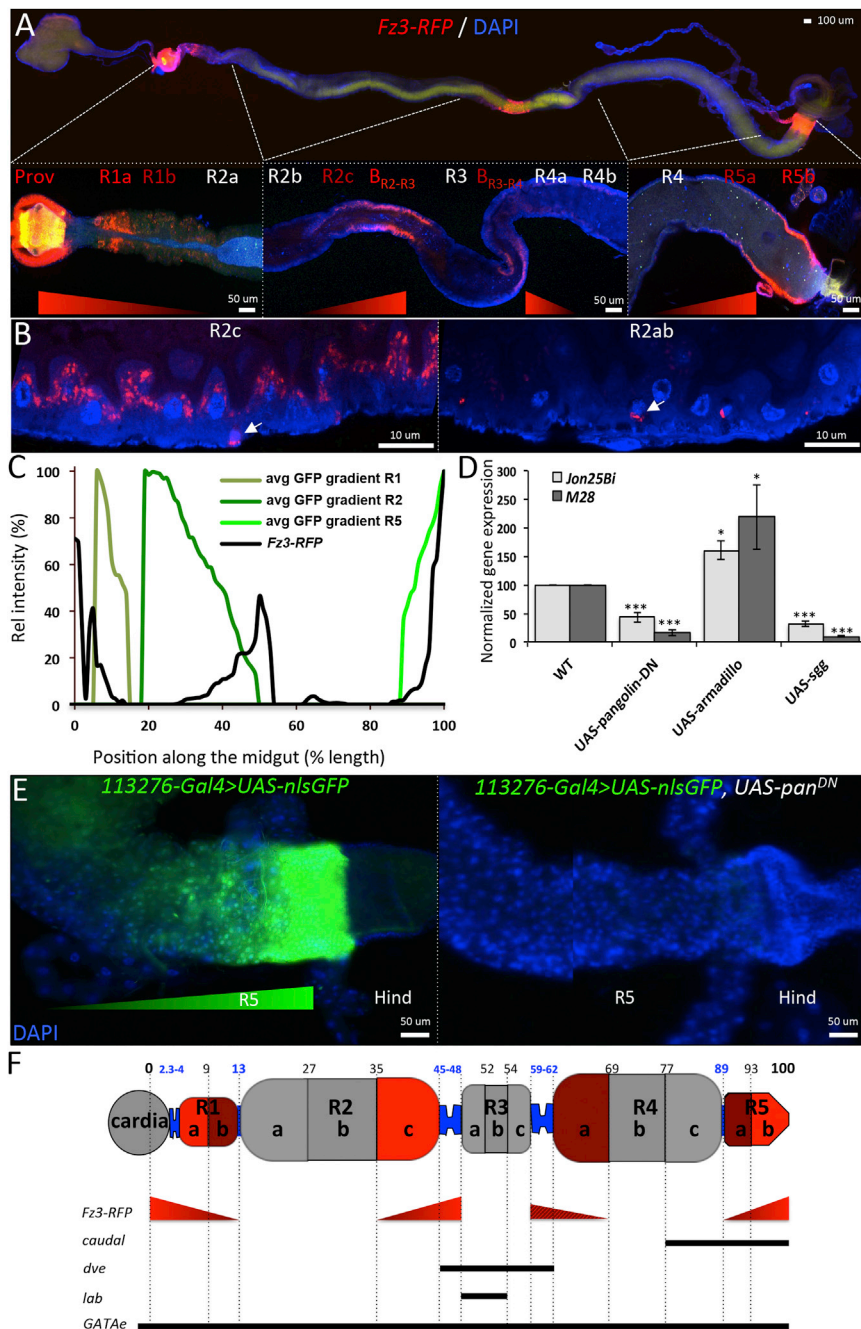 A
Fz3-RFP / DAPI
100 um
Prov R1a R1b R2a
R2b R2c BR2-R3 R3 BR3-R4 R4a R4b
R4 R5a R5b
50 um
50 um
50 um
B
R2c
R2ab
10 um
10 um
C
Rel intensity (%)
100
80
60
40
20
0
avg GFP gradient R1
avg GFP gradient R2
avg GFP gradient R5
Fz3-RFP
0 20 40 60 80 100
Position along the midgut (% length)
D
Normalized gene expression
300
250
200
150
100
50
0
Jon25Bi
M28
*** *** * * *** ***
WT
UAS-pangolin-DN
UAS-armadillo
UAS-sgg
E
113276-Gal4>UAS-nlsGFP
113276-Gal4>UAS-nlsGFP, UAS-panDN
R5
Hind
DAPI
50 um
R5
Hind
50 um
F
0 2.3-4 9 13 27 35 45-48 52 54 59-62 69 77 89 93 100
cardia
R1 R2 R3 R4 R5
a b a b c a b c a b c a b
Fz3-RFP
caudal
dve
lab
GATAe